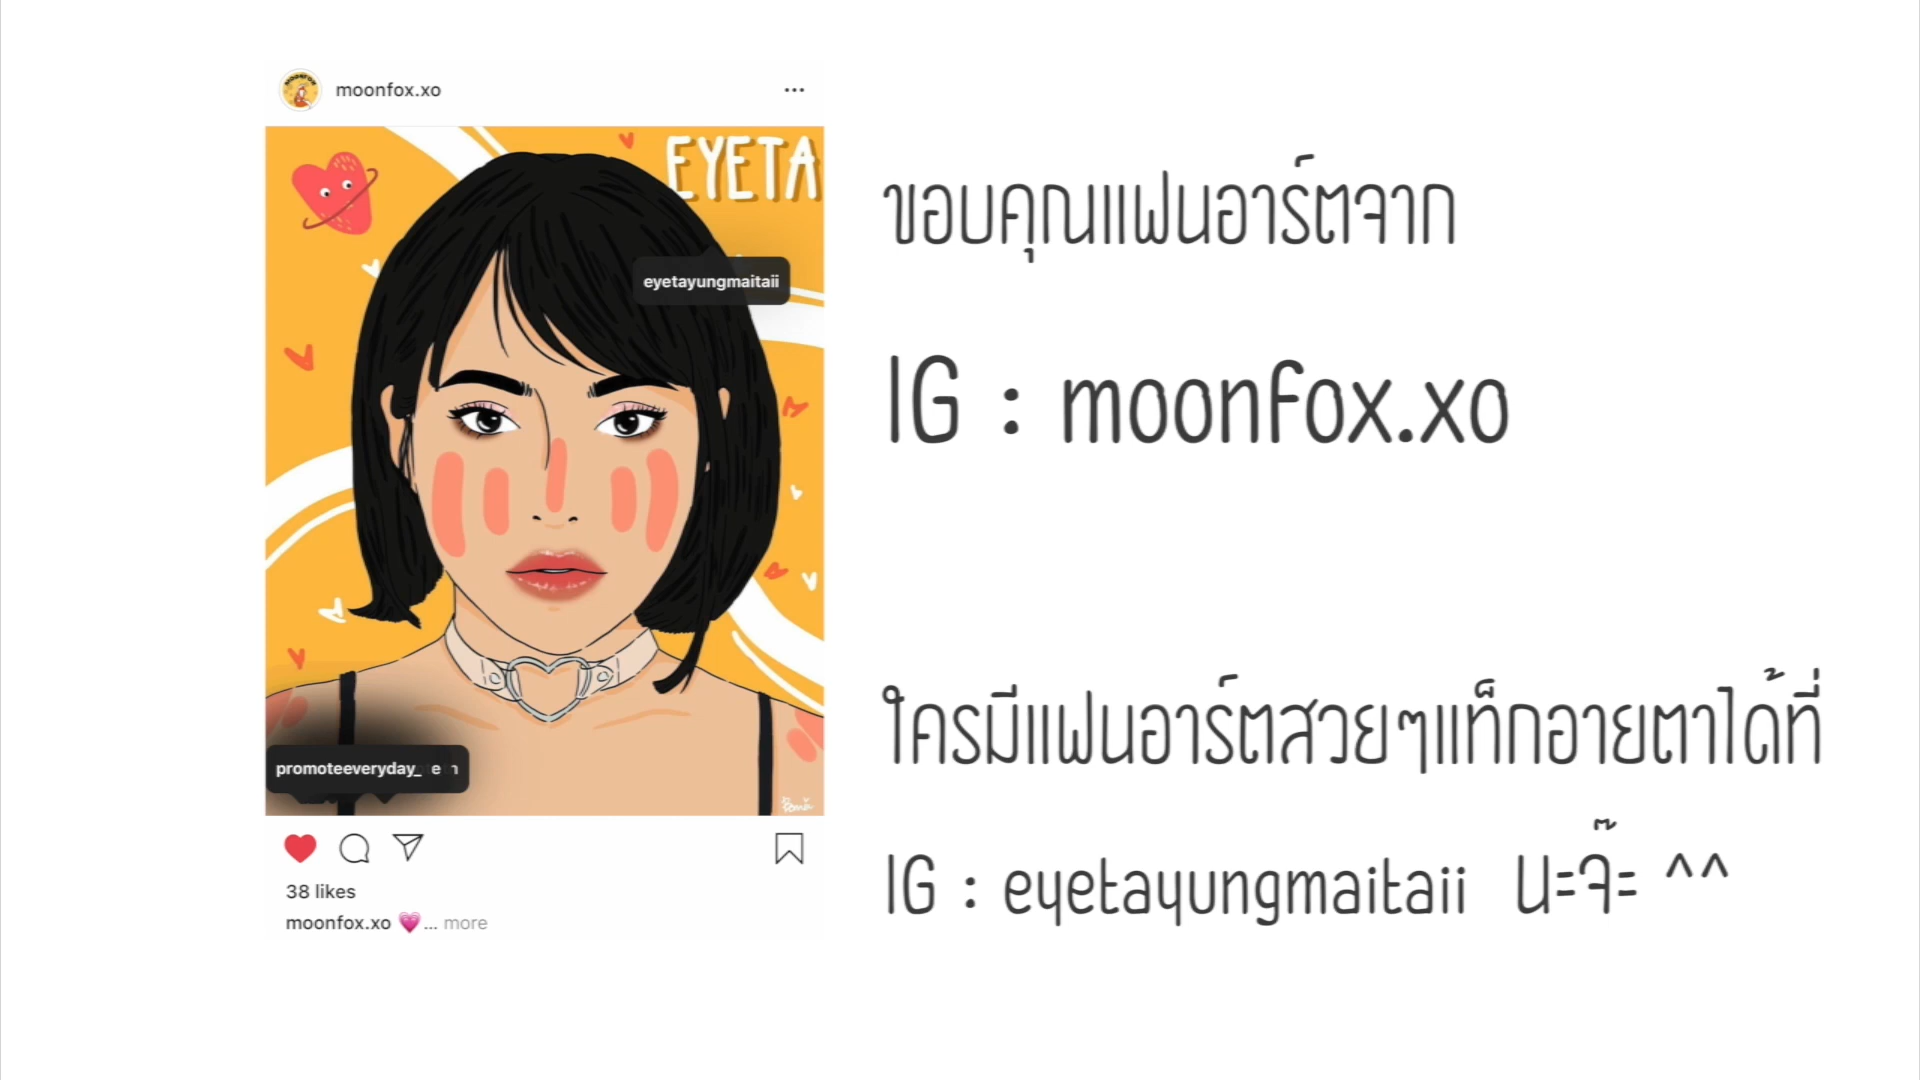 moonfox.xo
EYETA
eyetayungmaitaii
promoteeveryday_
38 likes
moonfox.xo 💗... more
ขอบคุณแฟนอาร์ตจาก
IG : moonfox.xo
ใครมีแฟนอาร์ตสวยๆแท็กอายตาได้ที่
IG : eyetayungmaitaii นะจ๊ะ ^^